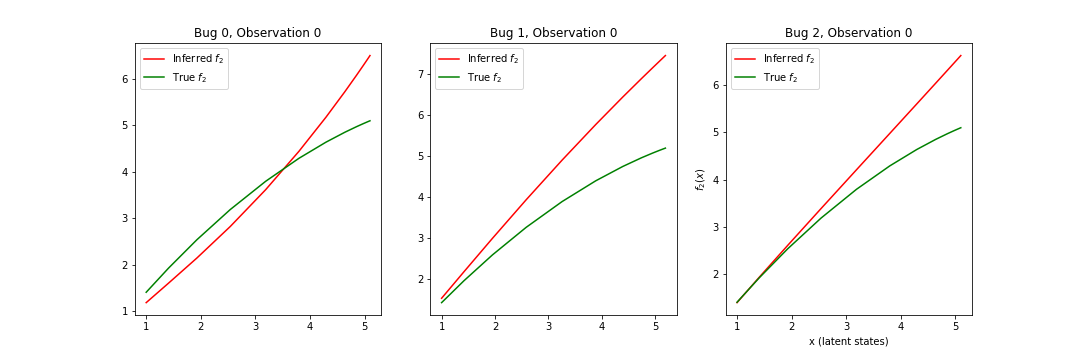 Bug 0, Observation 0
Inferred f₂
True f₂
6
5
4
3
2
1
1 2 3 4 5
Bug 1, Observation 0
Inferred f₂
True f₂
7
6
5
4
3
2
1 2 3 4 5
Bug 2, Observation 0
Inferred f₂
True f₂
f₂(x)
6
5
4
3
2
1 2 3 4 5
x (latent states)